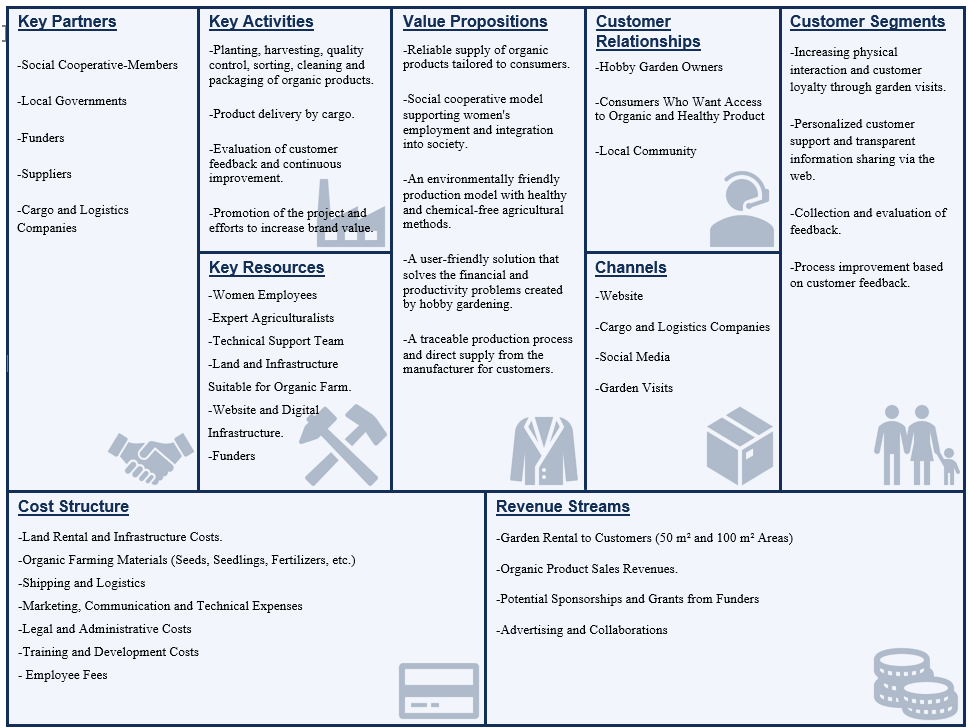 Key Partners
-Social Cooperative-Members
-Local Governments
-Funders
-Suppliers
-Cargo and Logistics
Companies
Key Activities
-Planting, harvesting, quality
control, sorting, cleaning and
packaging of organic products.
-Product delivery by cargo.
-Evaluation of customer
feedback and continuous
improvement.
-Promotion of the project and
efforts to increase brand value.
Key Resources
-Women Employees
-Expert Agriculturalists
-Technical Support Team
-Land and Infrastructure
Suitable for Organic Farm.
-Website and Digital
Infrastructure.
-Funders
Value Propositions
-Reliable supply of organic
products tailored to consumers.
-Social cooperative model
supporting women's
employment and integration
into society.
-An environmentally friendly
production model with healthy
and chemical-free agricultural
methods.
-A user-friendly solution that
solves the financial and
productivity problems created
by hobby gardening.
-A traceable production process
and direct supply from the
manufacturer for customers.
Customer
Relationships
-Hobby Garden Owners
-Consumers Who Want Access
to Organic and Healthy Product
-Local Community
Channels
-Website
-Cargo and Logistics Companies
-Social Media
-Garden Visits
Customer Segments
-Increasing physical
interaction and customer
loyalty through garden visits.
-Personalized customer
support and transparent
information sharing via the
web.
-Collection and evaluation of
feedback.
-Process improvement based
on customer feedback.
Cost Structure
-Land Rental and Infrastructure Costs.
-Organic Farming Materials (Seeds, Seedlings, Fertilizers, etc.)
-Shipping and Logistics
-Marketing, Communication and Technical Expenses
-Legal and Administrative Costs
-Training and Development Costs
- Employee Fees
Revenue Streams
-Garden Rental to Customers (50 m² and 100 m² Areas)
-Organic Product Sales Revenues.
-Potential Sponsorships and Grants from Funders
-Advertising and Collaborations